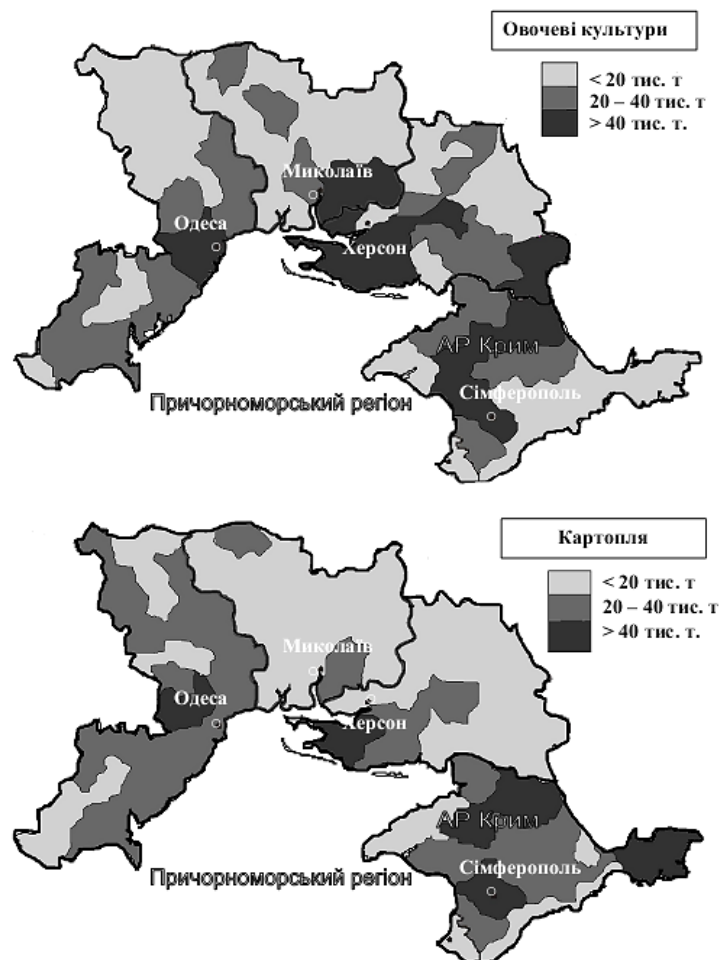 Овочеві культури
< 20 тис. т
20 – 40 тис. т
> 40 тис. т.
Миколаїв
Одеса
Херсон
АР Крим
Сімферополь
Причорноморський регіон
Картопля
< 20 тис. т
20 – 40 тис. т
> 40 тис. т.
Миколаїв
Одеса
Херсон
АР Крим
Сімферополь
Причорноморський регіон